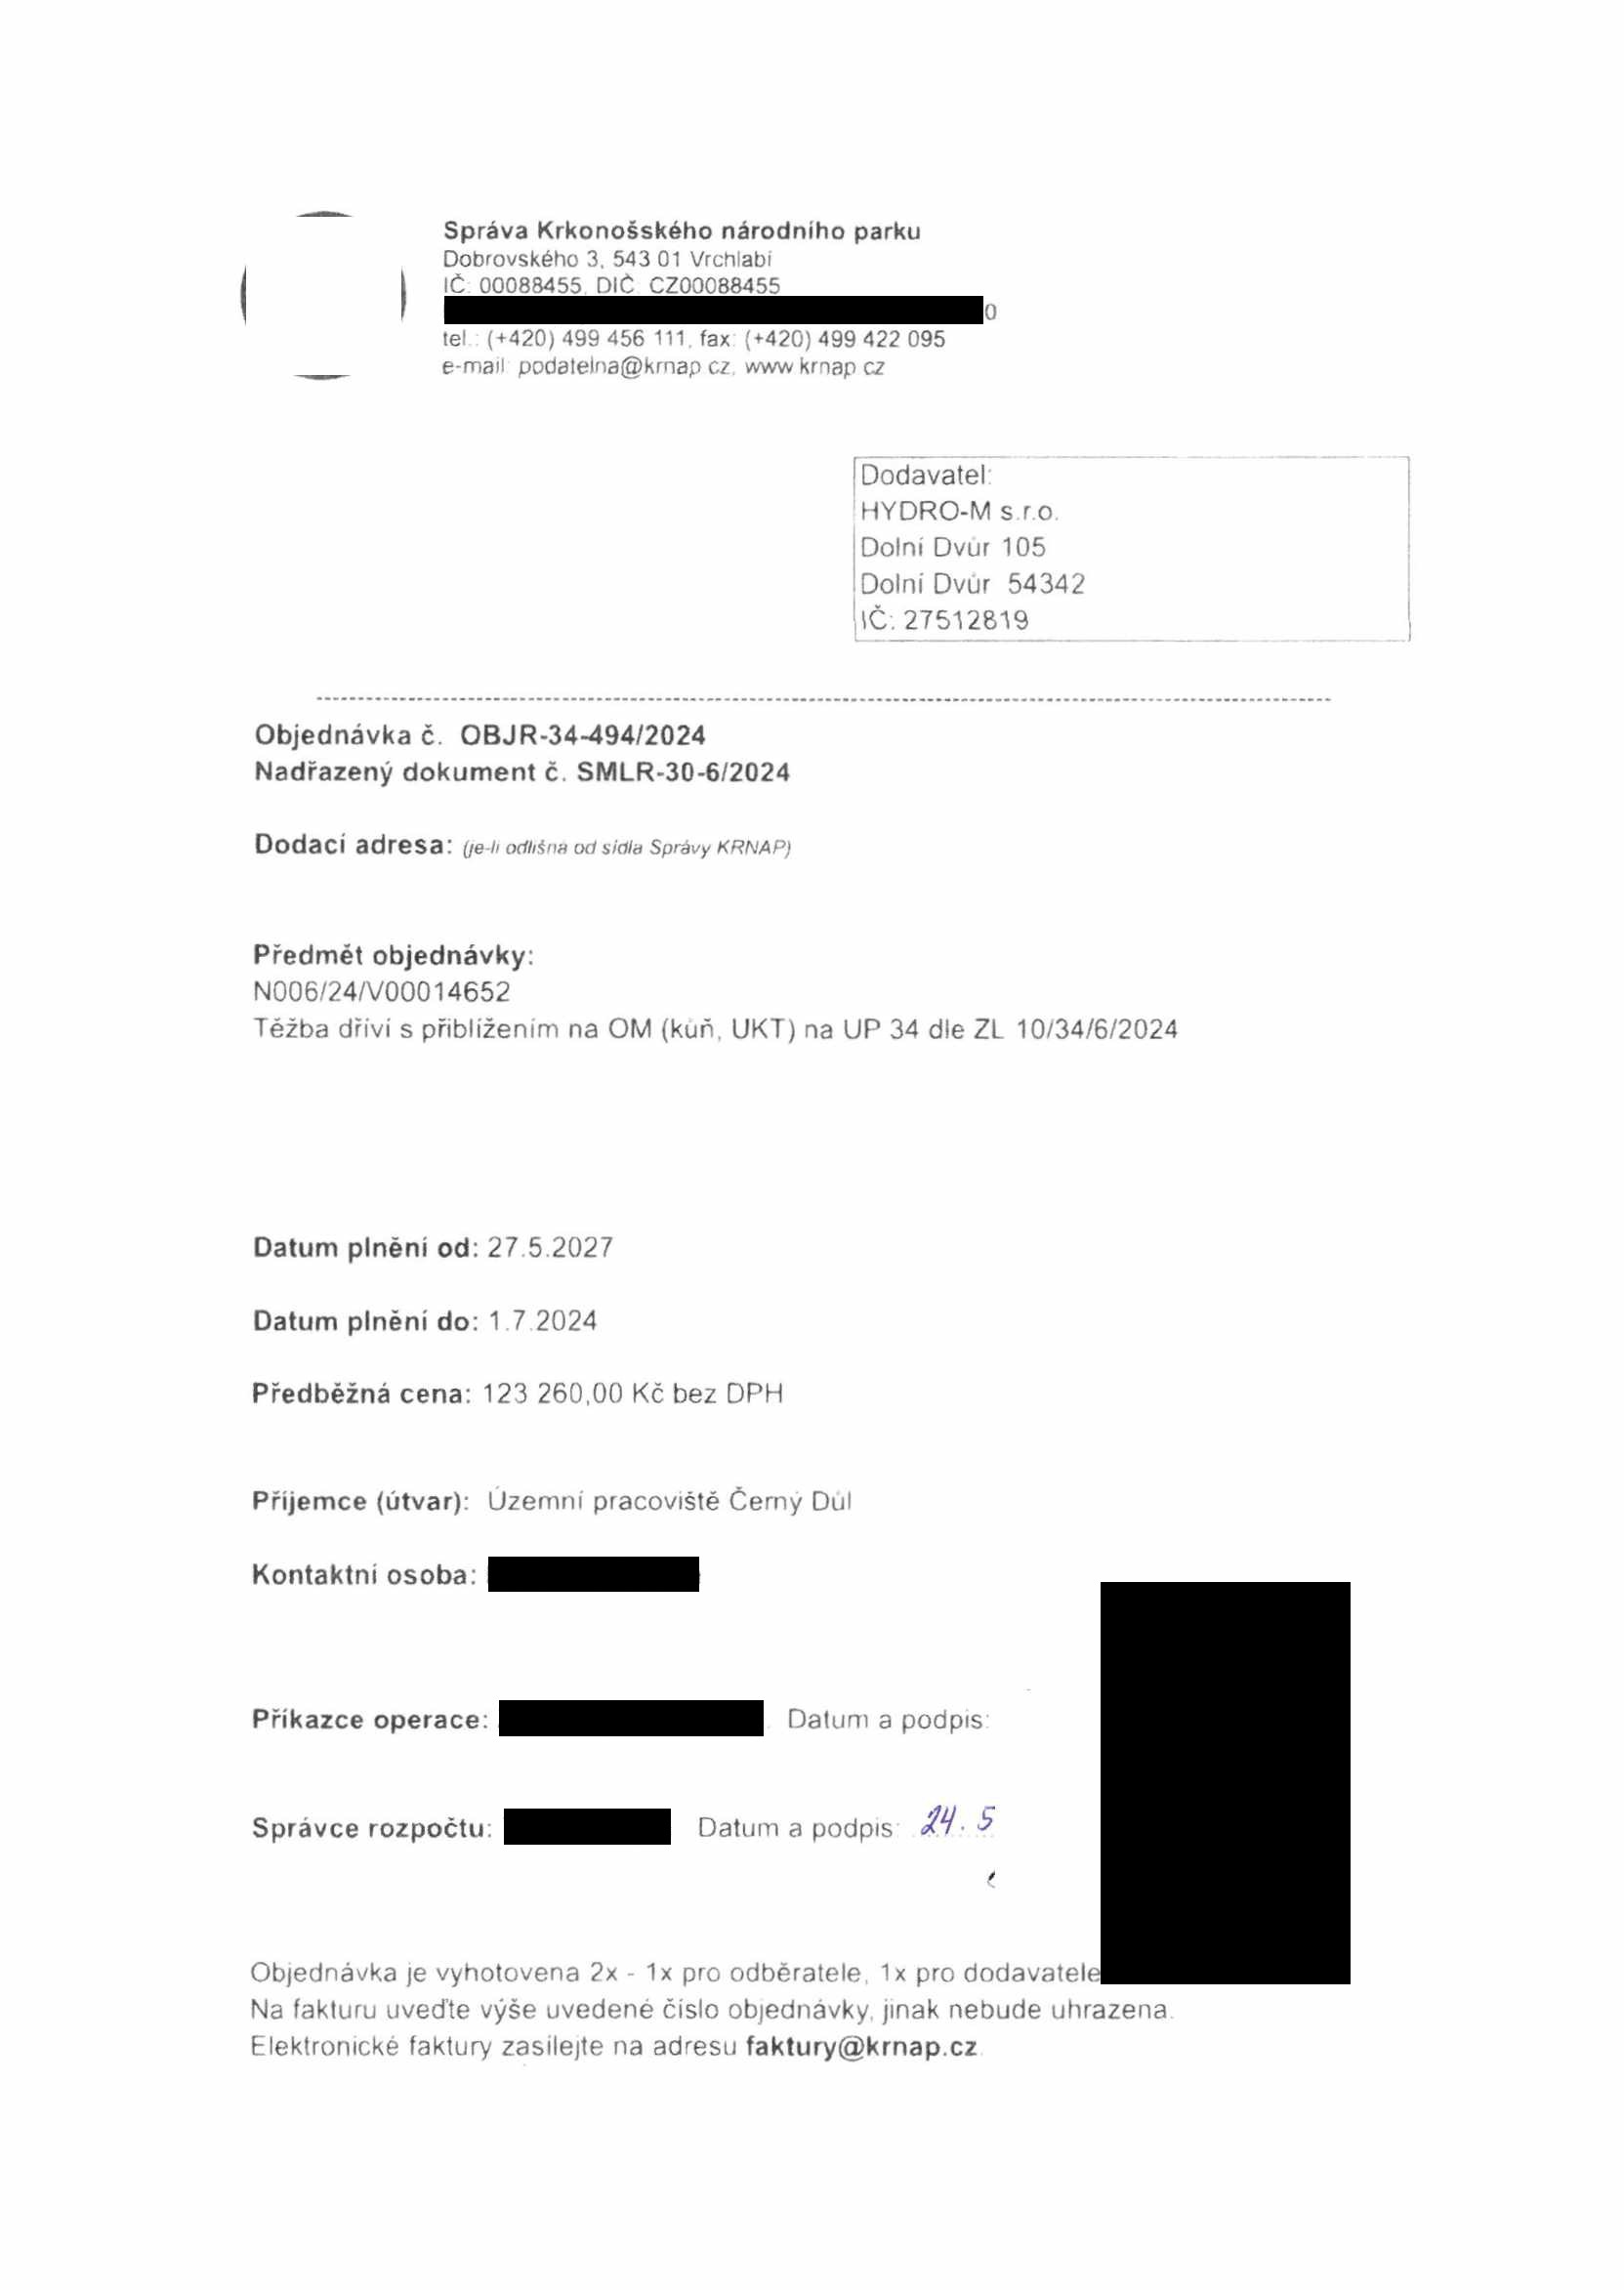 Správa Krkonošského národního parku
Dobrovského 3, 543 01 Vrchlabí
IČ: 00088455, DIČ: CZ00088455
0
tel.: (+420) 499 456 111, fax: (+420) 499 422 095
e-mail: podatelna@krnap.cz, www.krnap.cz
Dodavatel:
HYDRO-M s.r.o.
Dolní Dvůr 105
Dolní Dvůr 54342
IČ: 27512819
Objednávka č. OBJR-34-494/2024
Nadřazený dokument č. SMLR-30-6/2024
Dodací adresa: (je-li odlišná od sídla Správy KRNAP)
Předmět objednávky:
N006/24/V00014652
Těžba dříví s přiblížením na OM (kůň, UKT) na UP 34 dle ZL 10/34/6/2024
Datum plnění od: 27.5.2027
Datum plnění do: 1.7.2024
Předběžná cena: 123 260,00 Kč bez DPH
Příjemce (útvar): Územní pracoviště Černý Důl
Kontaktní osoba:
Příkazce operace: Datum a podpis:
Správce rozpočtu: Datum a podpis: 24. 5
Objednávka je vyhotovena 2x - 1x pro odběratele, 1x pro dodavatele
Na fakturu uveďte výše uvedené číslo objednávky, jinak nebude uhrazena.
Elektronické faktury zasílejte na adresu faktury@krnap.cz.